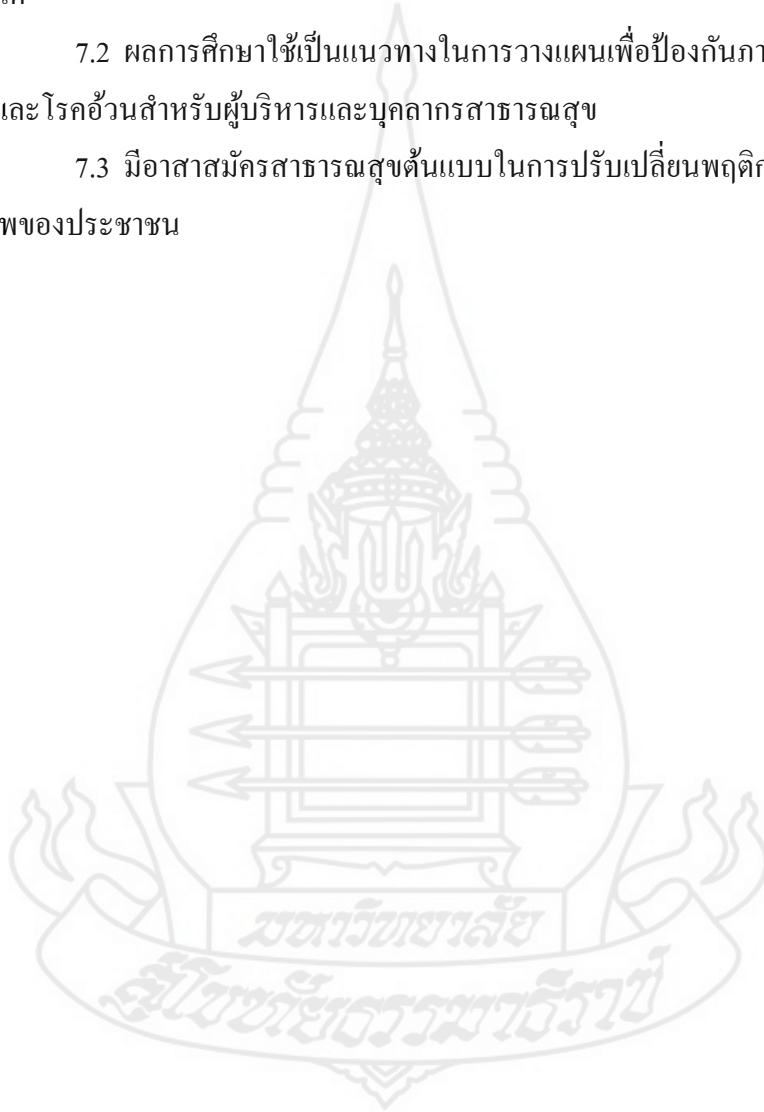 7.2 ผลการศึกษาใช้เป็นแนวทางในการวางแผนเพื่อป้องกันภา
และโรคอ้วนสำหรับผู้บริหารและบุคลากรสาธารณสุข
7.3 มีอาสาสมัครสาธารณสุขต้นแบบในการปรับเปลี่ยนพฤติก
พของประชาชน
มหาวิทยาลัย
สุโขทัยธรรมาธิราช